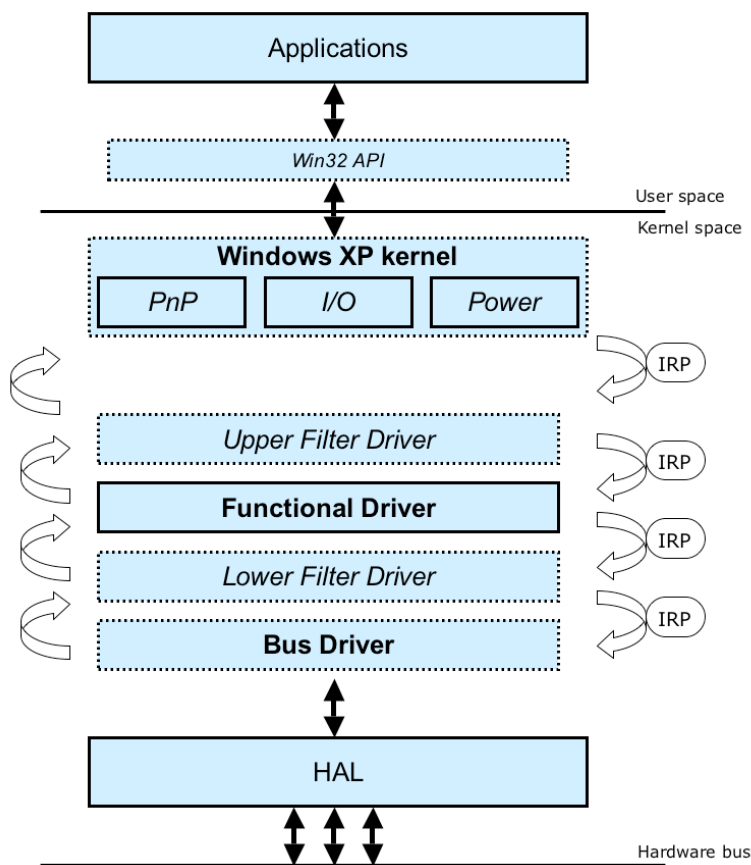 Applications
Win32 API
User space
Kernel space
Windows XP kernel
PnP
I/O
Power
IRP
Upper Filter Driver
IRP
Functional Driver
IRP
Lower Filter Driver
IRP
Bus Driver
HAL
Hardware bus